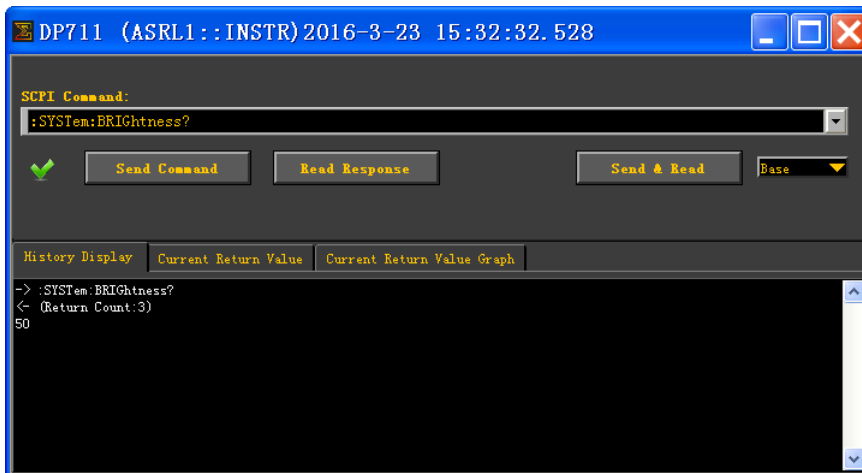 DP711 (ASRL1::INSTR)2016-3-23 15:32:32.528
SCPI Command:
:SYSTem:BRIGhtness?
Send Command
Read Response
Send & Read
Base
History Display
Current Return Value
Current Return Value Graph
-> :SYSTem:BRIGhtness?
<- (Return Count:3)
50